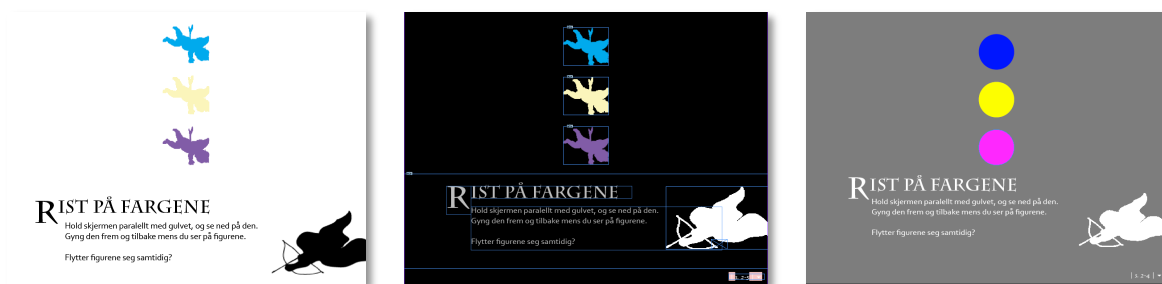 RIST PÅ FARGENE
Hold skjermen paralellt med gulvet, og se ned på den.
Gyng den frem og tilbake mens du ser på figurene.
Flytter figurene seg samtidig?
RIST PÅ FARGENE
Hold skjermen paralellt med gulvet, og se ned på den.
Gyng den frem og tilbake mens du ser på figurene.
Flytter figurene seg samtidig?
RIST PÅ FARGENE
Hold skjermen paralellt med gulvet, og se ned på den.
Gyng den frem og tilbake mens du ser på figurene.
Flytter figurene seg samtidig?
| 2. 2-4 |